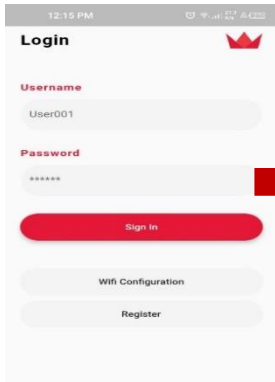 12:15 PM
Login
Username
User001
Password
******
Sign In
Wifi Configuration
Register